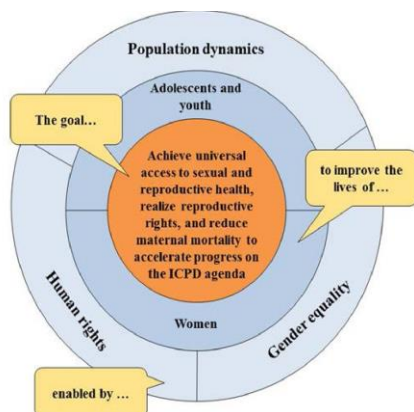 Population dynamics
Adolescents and
youth
The goal...
Achieve universal
access to sexual and
reproductive health,
realize reproductive
rights, and reduce
maternal mortality to
accelerate progress on
the ICPD agenda
to improve the
lives of ...
Women
Human rights
Gender equality
enabled by ...